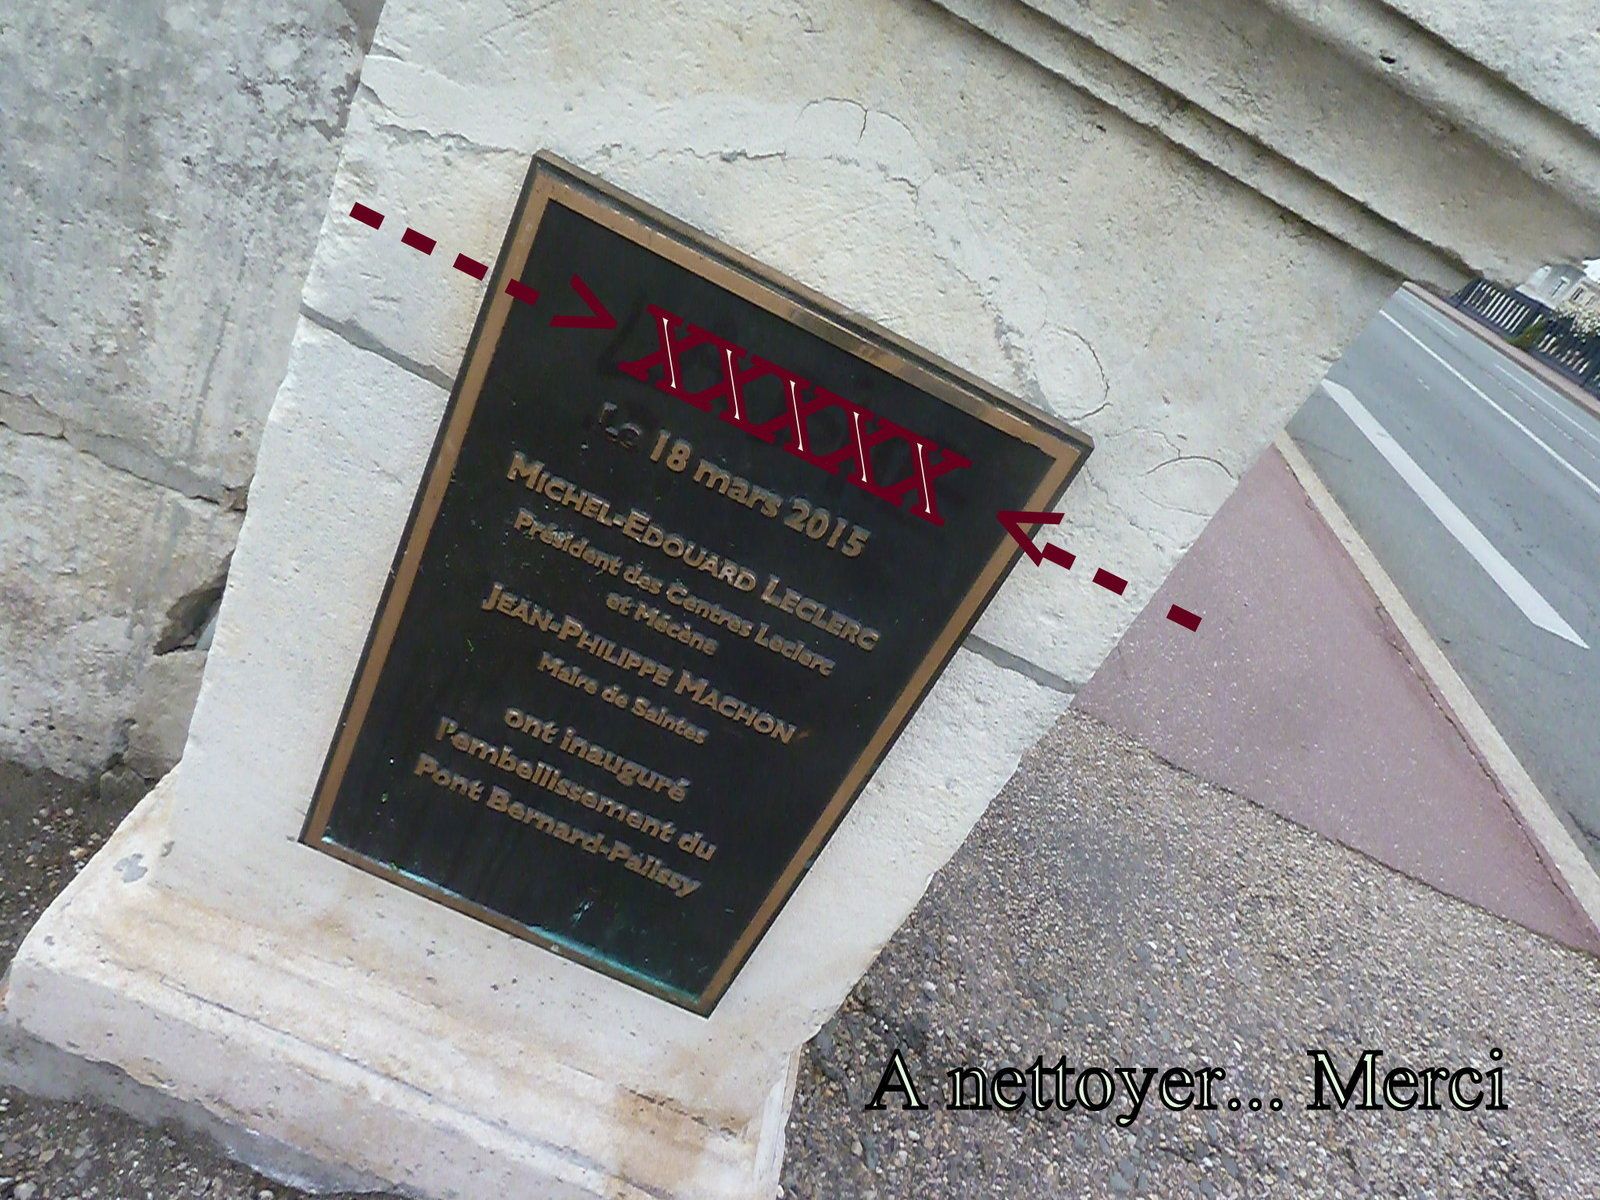 XXXXX
Le 18 mars 2015
MICHEL-EDOUARD LECLERC
Président des Centres Leclerc
et Mécène
JEAN-PHILIPPE MACHON
Maire de Saintes
ont inauguré
l'embellissement du
Pont Bernard-Palissy
A nettoyer... Merci